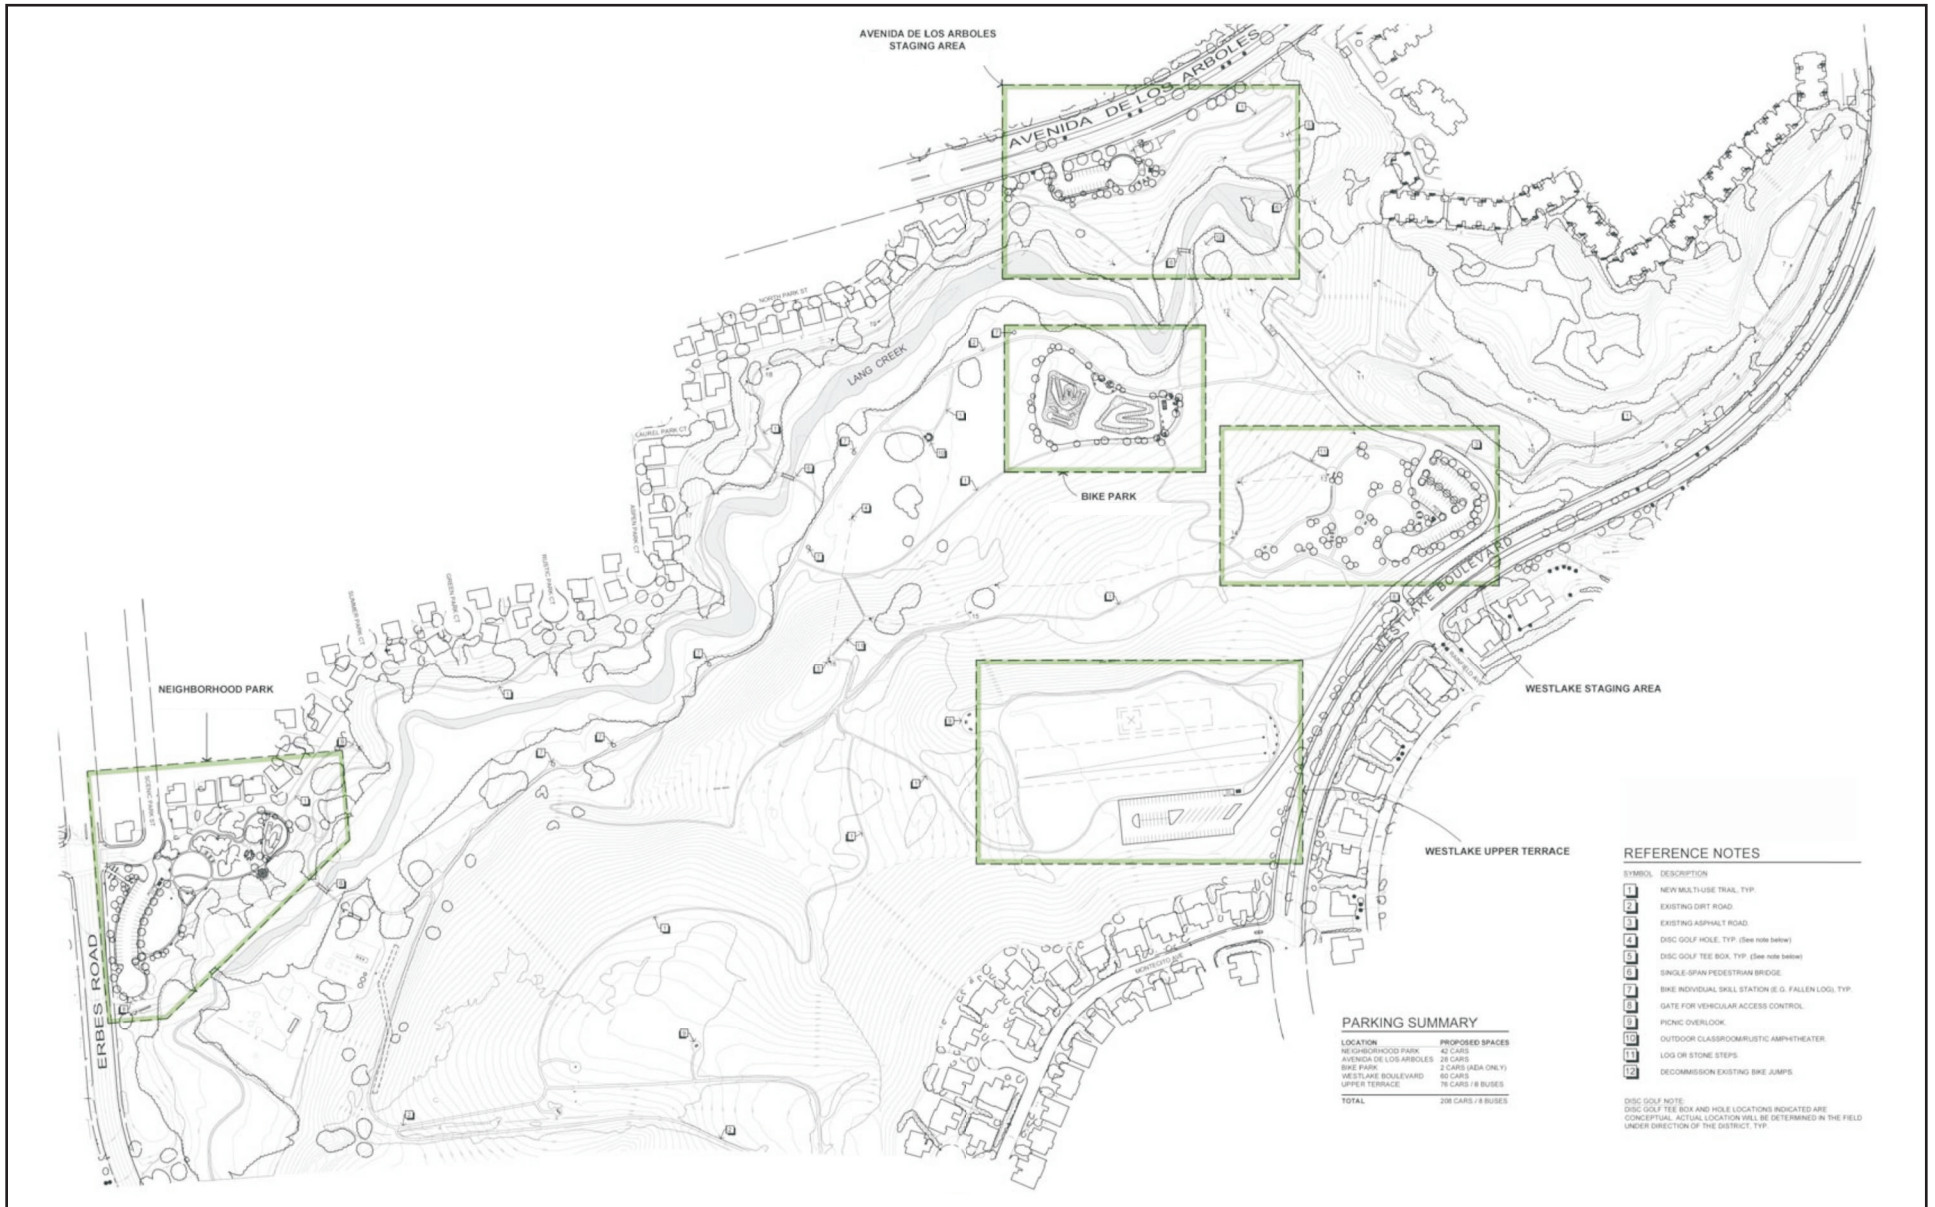 AVENIDA DE LOS ARBOLES
STAGING AREA
AVENIDA DE LOS ARBOLES
NORTH PARK ST
LANG CREEK
LAUREL PARK CT
ASPEN PARK CT
RUSTIC PARK CT
GREEN PARK CT
SUMMER PARK CT
BIKE PARK
WESTLAKE BOULEVARD
WESTLAKE STAGING AREA
NEIGHBORHOOD PARK
SCENIC PARK ST
ERBES ROAD
WESTLAKE UPPER TERRACE
MONTECITO AVE
PARKING SUMMARY
LOCATION PROPOSED SPACES
NEIGHBORHOOD PARK 42 CARS
AVENIDA DE LOS ARBOLES 28 CARS
BIKE PARK 2 CARS (ADA ONLY)
WESTLAKE BOULEVARD 60 CARS
UPPER TERRACE 76 CARS / 8 BUSES
TOTAL 208 CARS / 8 BUSES
REFERENCE NOTES
SYMBOL DESCRIPTION
1 NEW MULTI-USE TRAIL, TYP.
2 EXISTING DIRT ROAD.
3 EXISTING ASPHALT ROAD.
4 DISC GOLF HOLE, TYP. (See note below)
5 DISC GOLF TEE BOX, TYP. (See note below)
6 SINGLE-SPAN PEDESTRIAN BRIDGE
7 BIKE INDIVIDUAL SKILL STATION (E.G. FALLEN LOG), TYP.
8 GATE FOR VEHICULAR ACCESS CONTROL.
9 PICNIC OVERLOOK.
10 OUTDOOR CLASSROOM/RUSTIC AMPHITHEATER.
11 LOG OR STONE STEPS.
12 DECOMMISSION EXISTING BIKE JUMPS.
DISC GOLF NOTE:
DISC GOLF TEE BOX AND HOLE LOCATIONS INDICATED ARE
CONCEPTUAL. ACTUAL LOCATION WILL BE DETERMINED IN THE FIELD
UNDER DIRECTION OF THE DISTRICT, TYP.